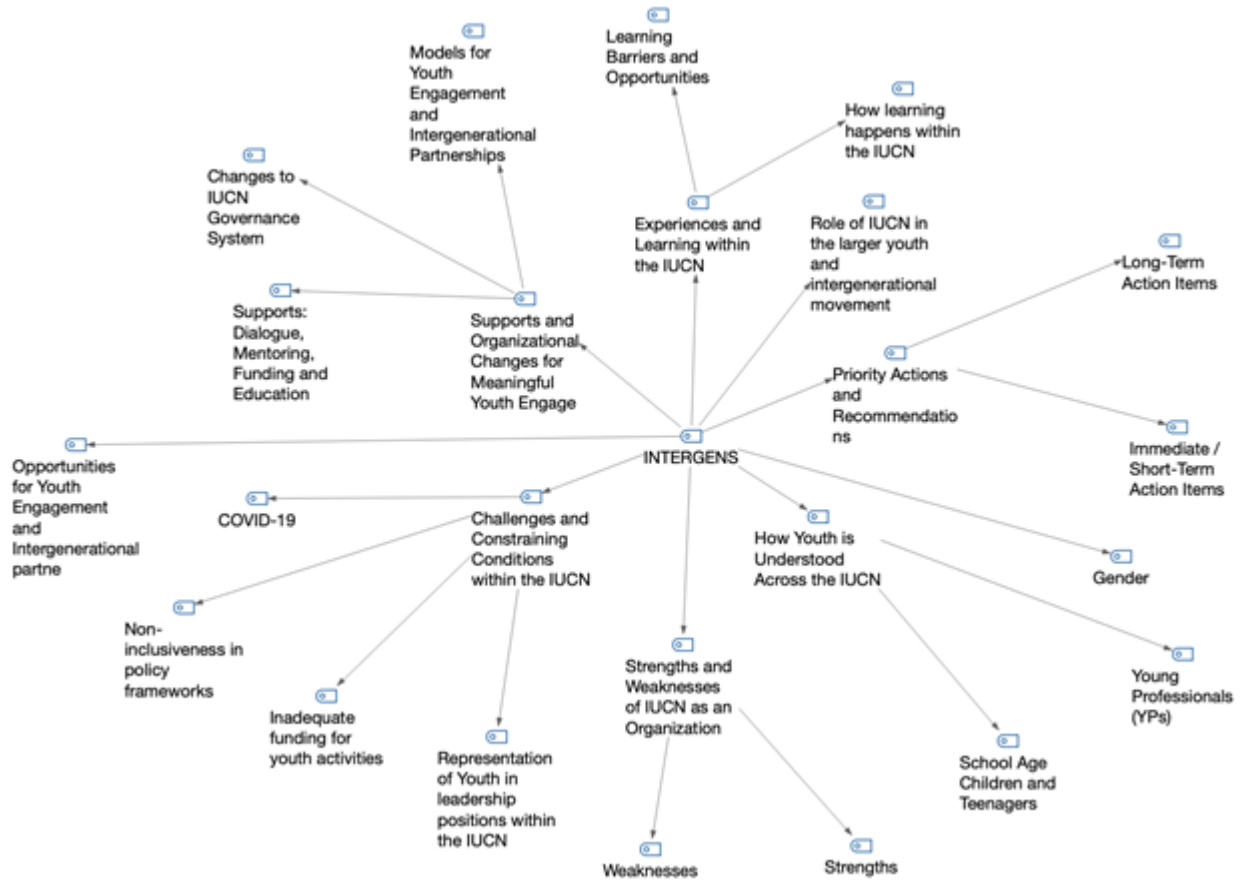 Learning
Barriers and
Opportunities
Models for
Youth
Engagement
and
Intergenerational
Partnerships
How learning
happens within
the IUCN
Changes to
IUCN
Governance
System
Experiences and
Learning within
the IUCN
Role of IUCN in
the larger youth
and
intergenerational
movement
Long-Term
Action Items
Supports:
Dialogue,
Mentoring,
Funding and
Education
Supports and
Organizational
Changes for
Meaningful
Youth Engage
Priority Actions
and
Recommendatio
ns
Immediate /
Short-Term
Action Items
INTERGENS
Opportunities
for Youth
Engagement
and
Intergenerational
partne
COVID-19
Challenges and
Constraining
Conditions
within the IUCN
How Youth is
Understood
Across the IUCN
Gender
Non-
inclusiveness in
policy
frameworks
Strengths and
Weaknesses
of IUCN as an
Organization
Young
Professionals
(YPs)
Inadequate
funding for
youth activities
Representation
of Youth in
leadership
positions within
the IUCN
School Age
Children and
Teenagers
Weaknesses
Strengths